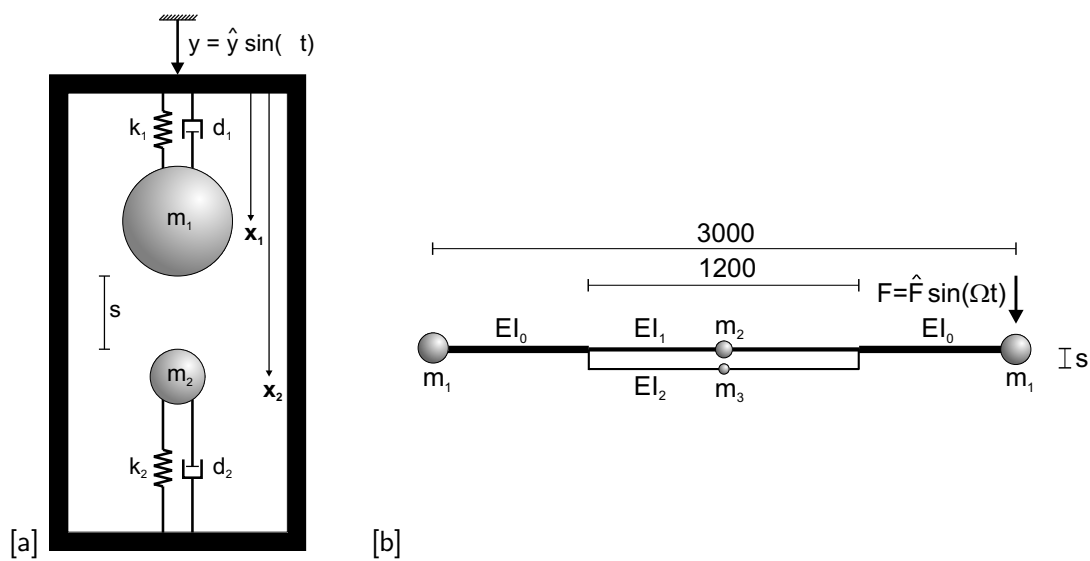 y = ŷ sin( t)
k₁ d₁
m₁
x₁
s
m₂
x₂
k₂ d₂
[a]
3000
1200
F=F̂ sin(Ωt)
EI₀ EI₁ m₂ EI₀
m₁ EI₂ m₃ m₁ s
[b]